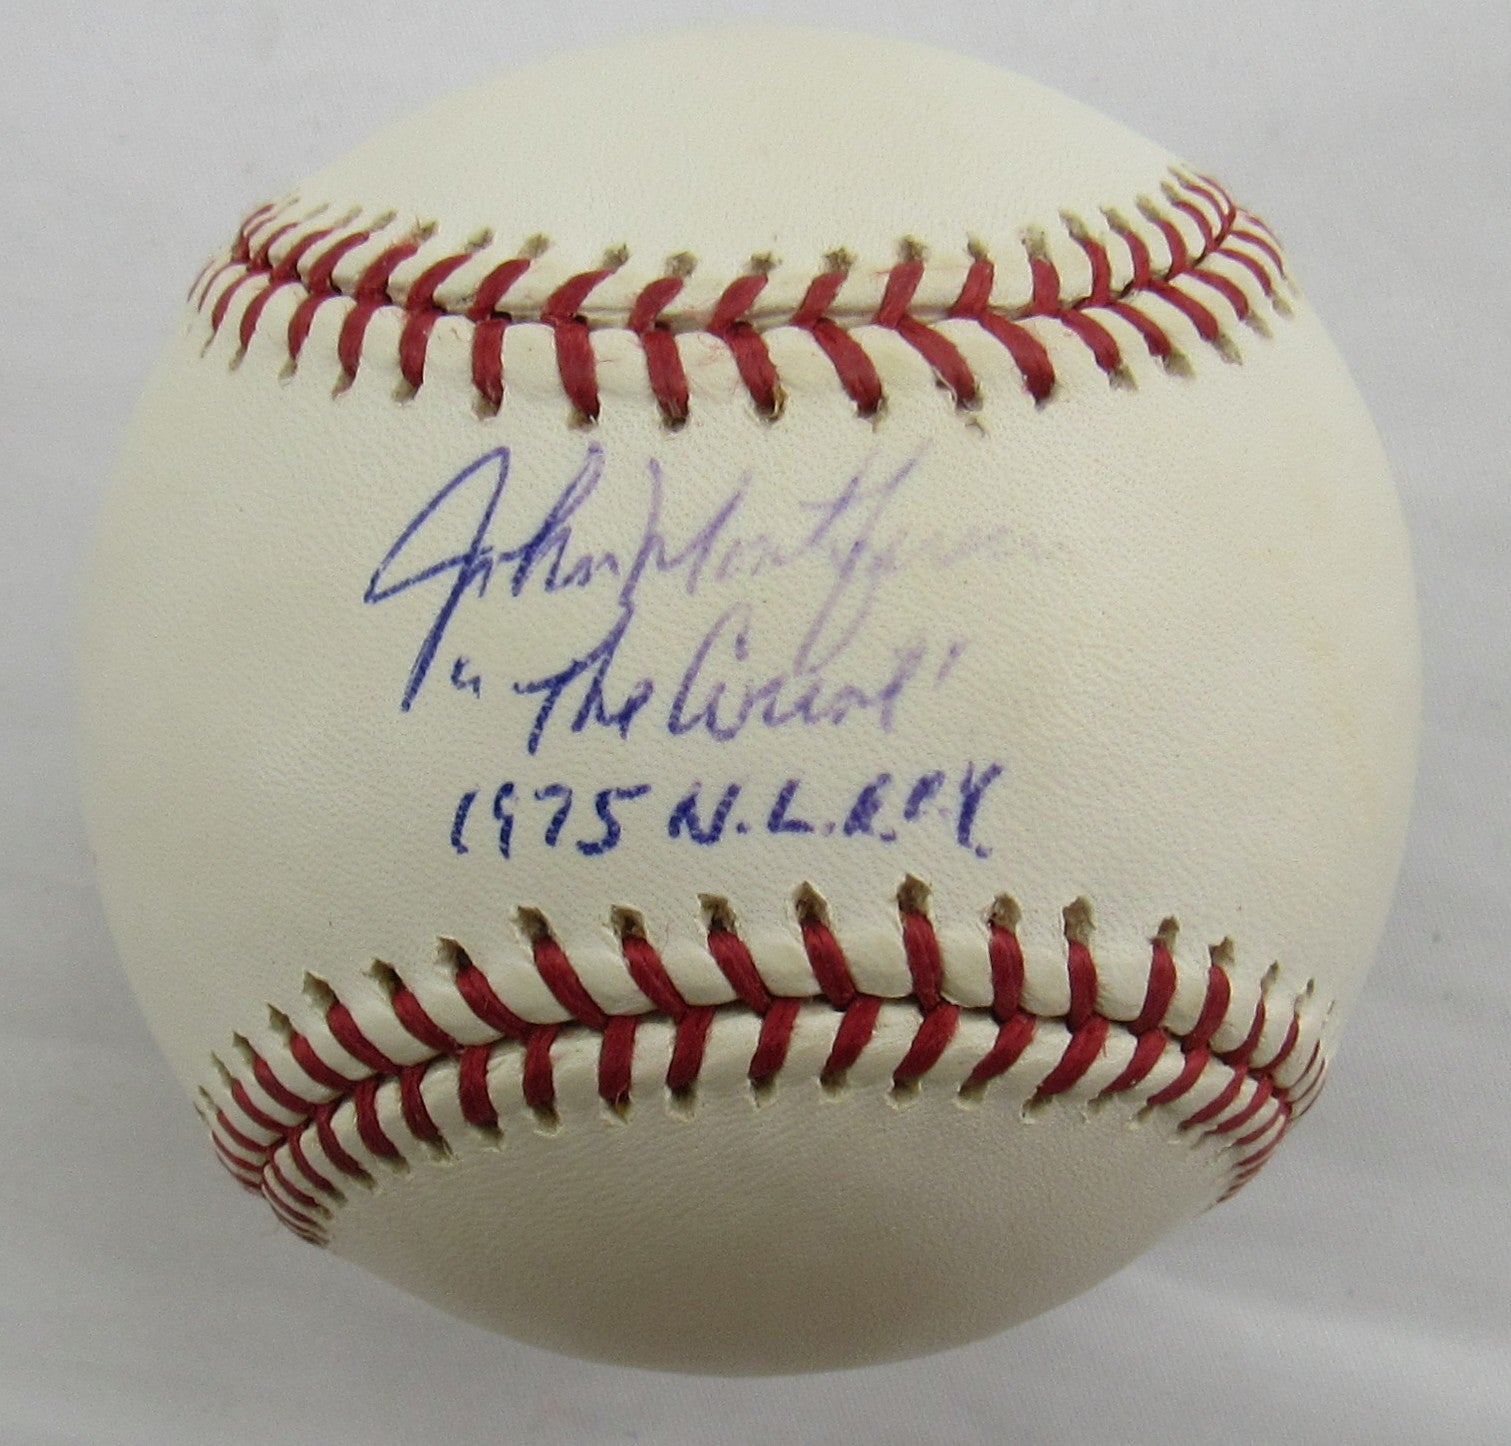 John Montefusco
"The Count"
1975 N.L.R.O.Y.